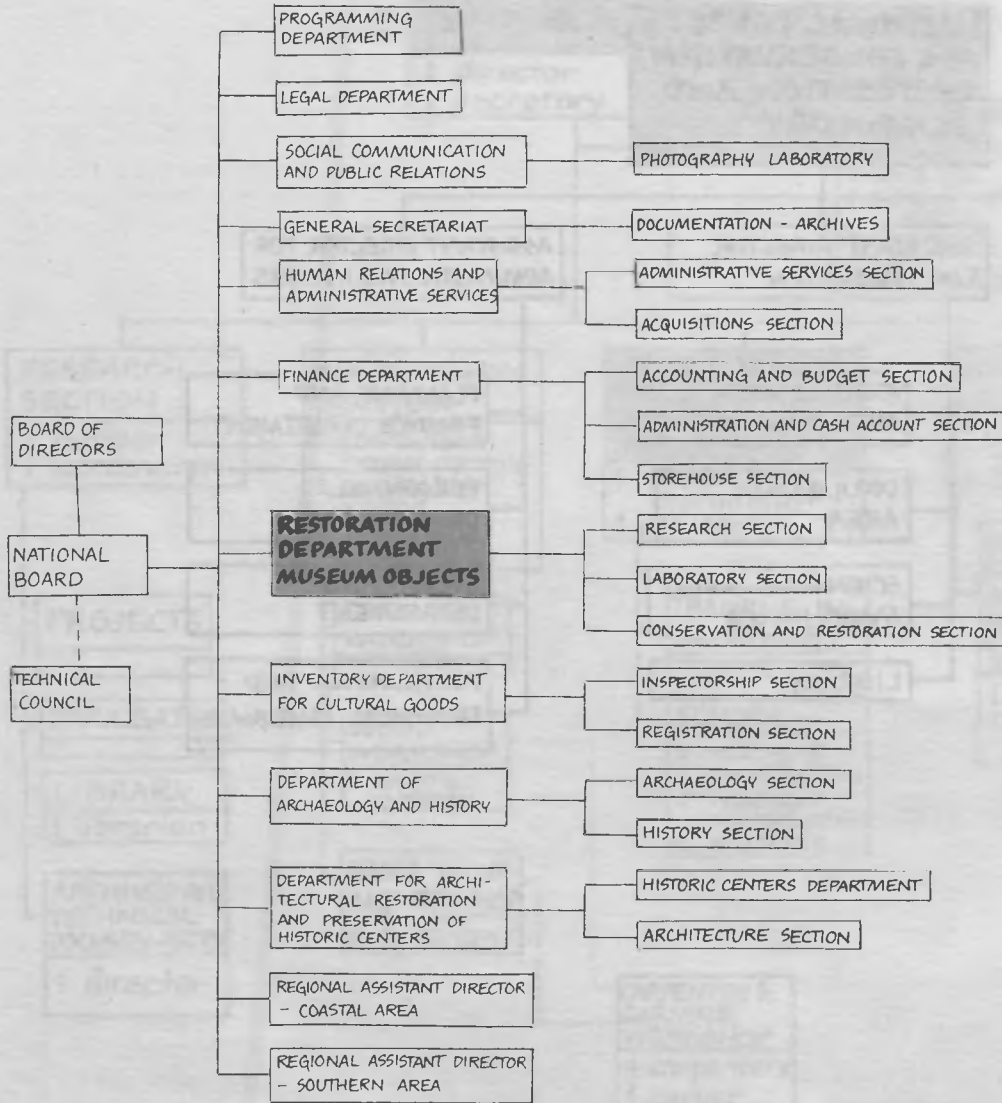 PROGRAMMING
DEPARTMENT
LEGAL DEPARTMENT
SOCIAL COMMUNICATION
AND PUBLIC RELATIONS
PHOTOGRAPHY LABORATORY
GENERAL SECRETARIAT
DOCUMENTATION - ARCHIVES
HUMAN RELATIONS AND
ADMINISTRATIVE SERVICES
ADMINISTRATIVE SERVICES SECTION
ACQUISITIONS SECTION
FINANCE DEPARTMENT
ACCOUNTING AND BUDGET SECTION
ADMINISTRATION AND CASH ACCOUNT SECTION
STOREHOUSE SECTION
BOARD OF
DIRECTORS
NATIONAL
BOARD
TECHNICAL
COUNCIL
RESTORATION
DEPARTMENT
MUSEUM OBJECTS
RESEARCH SECTION
LABORATORY SECTION
CONSERVATION AND RESTORATION SECTION
INVENTORY DEPARTMENT
FOR CULTURAL GOODS
INSPECTORSHIP SECTION
REGISTRATION SECTION
DEPARTMENT OF
ARCHAEOLOGY AND HISTORY
ARCHAEOLOGY SECTION
HISTORY SECTION
DEPARTMENT FOR ARCHI-
TECTURAL RESTORATION
AND PRESERVATION OF
HISTORIC CENTERS
HISTORIC CENTERS DEPARTMENT
ARCHITECTURE SECTION
REGIONAL ASSISTANT DIRECTOR
- COASTAL AREA
REGIONAL ASSISTANT DIRECTOR
- SOUTHERN AREA